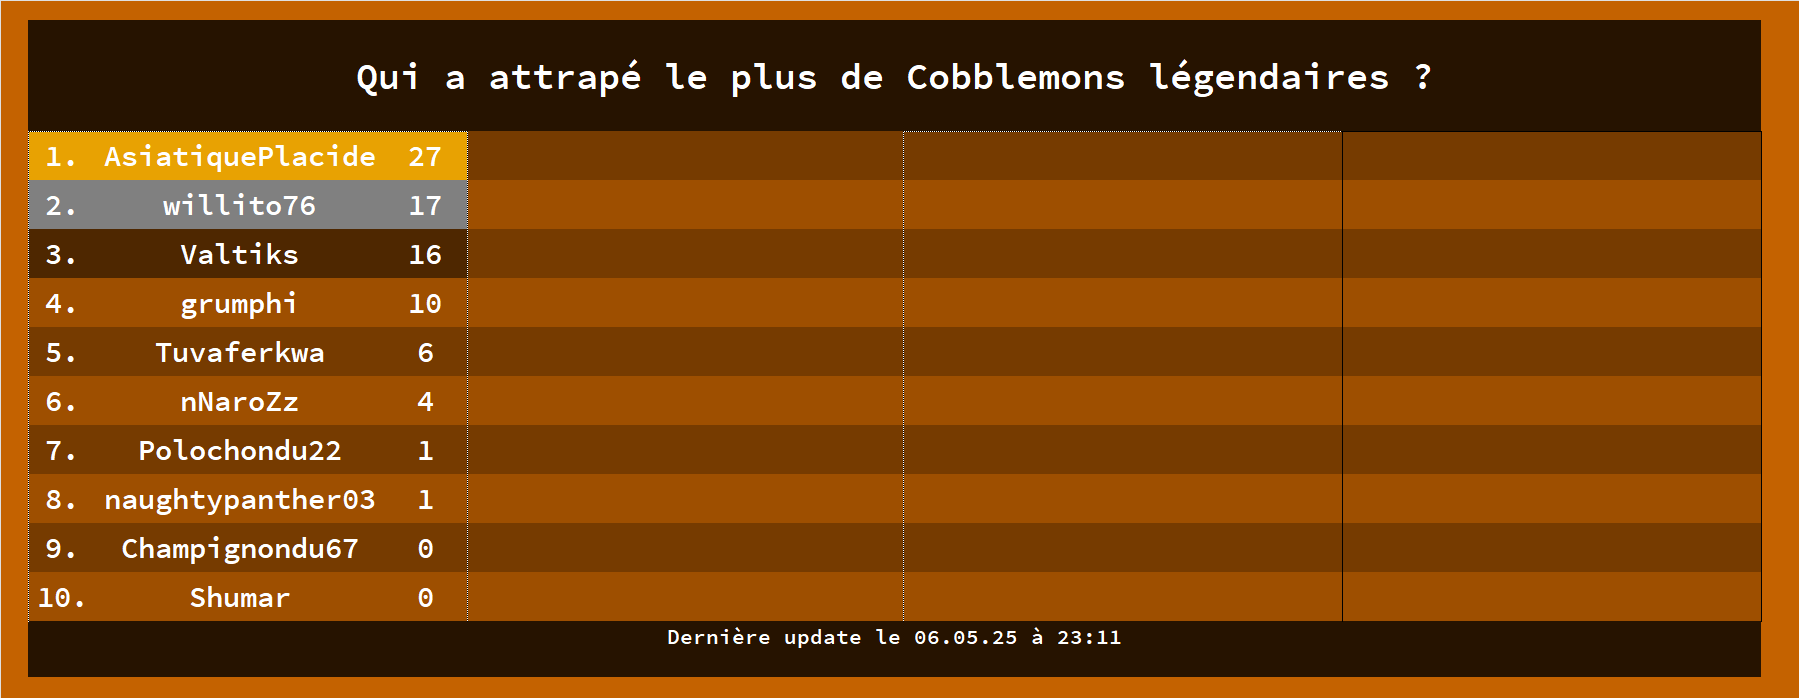 Qui a attrapé le plus de Cobblemons légendaires ?
1. AsiatiquePlacide 27
2. willito76 17
3. Valtiks 16
4. grumphi 10
5. Tuvaferkwa 6
6. nNaroZz 4
7. Polochondu22 1
8. naughtypanther03 1
9. Champignondu67 0
10. Shumar 0
Dernière update le 06.05.25 à 23:11